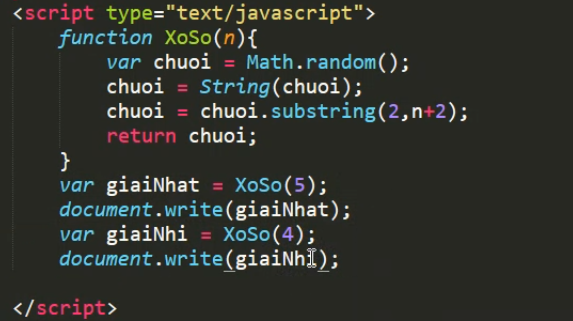 <script type="text/javascript">
function XoSo(n){
var chuoi = Math.random();
chuoi = String(chuoi);
chuoi = chuoi.substring(2,n+2);
return chuoi;
}
var giaiNhat = XoSo(5);
document.write(giaiNhat);
var giaiNhi = XoSo(4);
document.write(giaiNhi);
</script>